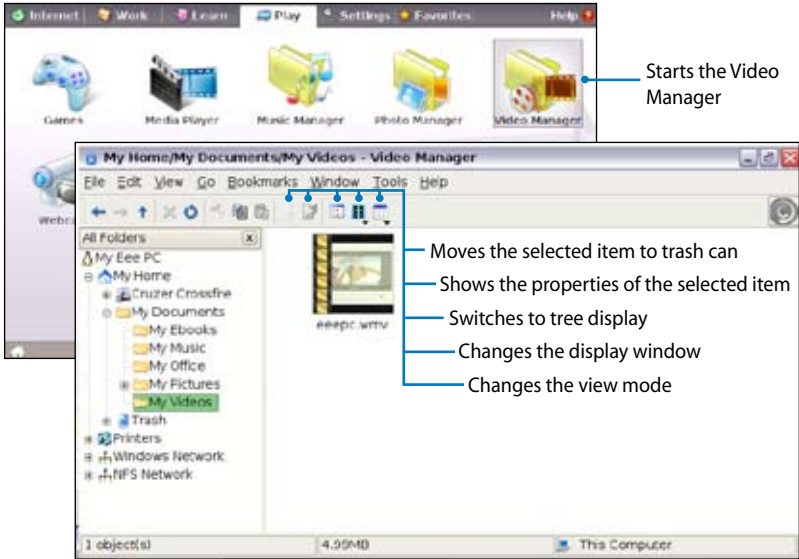 Internet Work Learn Play Settings Favorites Help
Starts the Video
Manager
Games Media Player Music Manager Photo Manager Video Manager
My Home/My Documents/My Videos - Video Manager
File Edit View Go Bookmarks Window Tools Help
All Folders
My Eee PC
My Home
Cruzer Crossfire
My Documents
My Ebooks
My Music
My Office
My Pictures
My Videos
Trash
Printers
Windows Network
NFS Network
eeepc.wmv
Moves the selected item to trash can
Shows the properties of the selected item
Switches to tree display
Changes the display window
Changes the view mode
1 object(s) 4.99MB This Computer